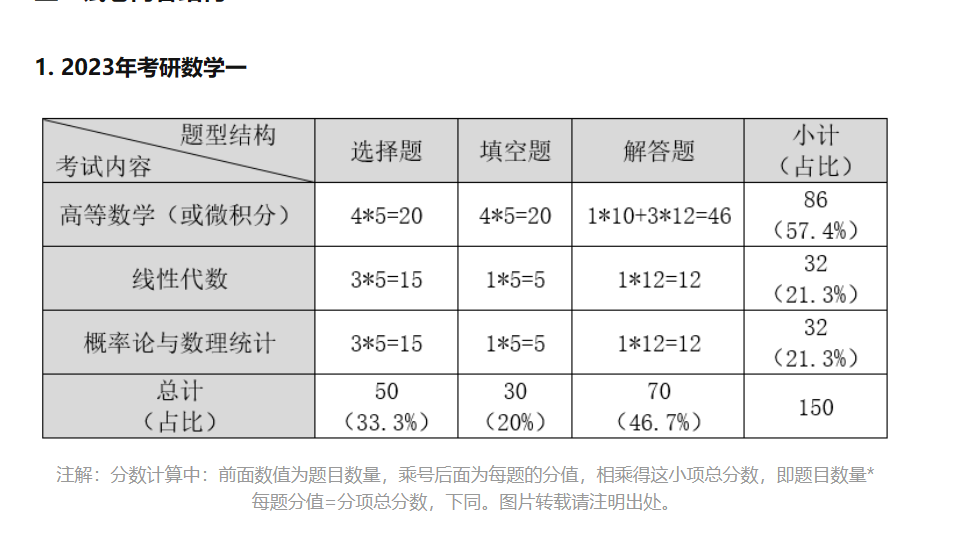 1. 2023年考研数学一
题型结构
考试内容
选择题
填空题
解答题
小计
（占比）
高等数学（或微积分）
4*5=20
4*5=20
1*10+3*12=46
86
（57.4%）
线性代数
3*5=15
1*5=5
1*12=12
32
（21.3%）
概率论与数理统计
3*5=15
1*5=5
1*12=12
32
（21.3%）
总计
（占比）
50
（33.3%）
30
（20%）
70
（46.7%）
150
注解：分数计算中：前面数值为题目数量，乘号后面为每题的分值，相乘得这小项总分数，即题目数量*
每题分值=分项总分数，下同。图片转载请注明出处。